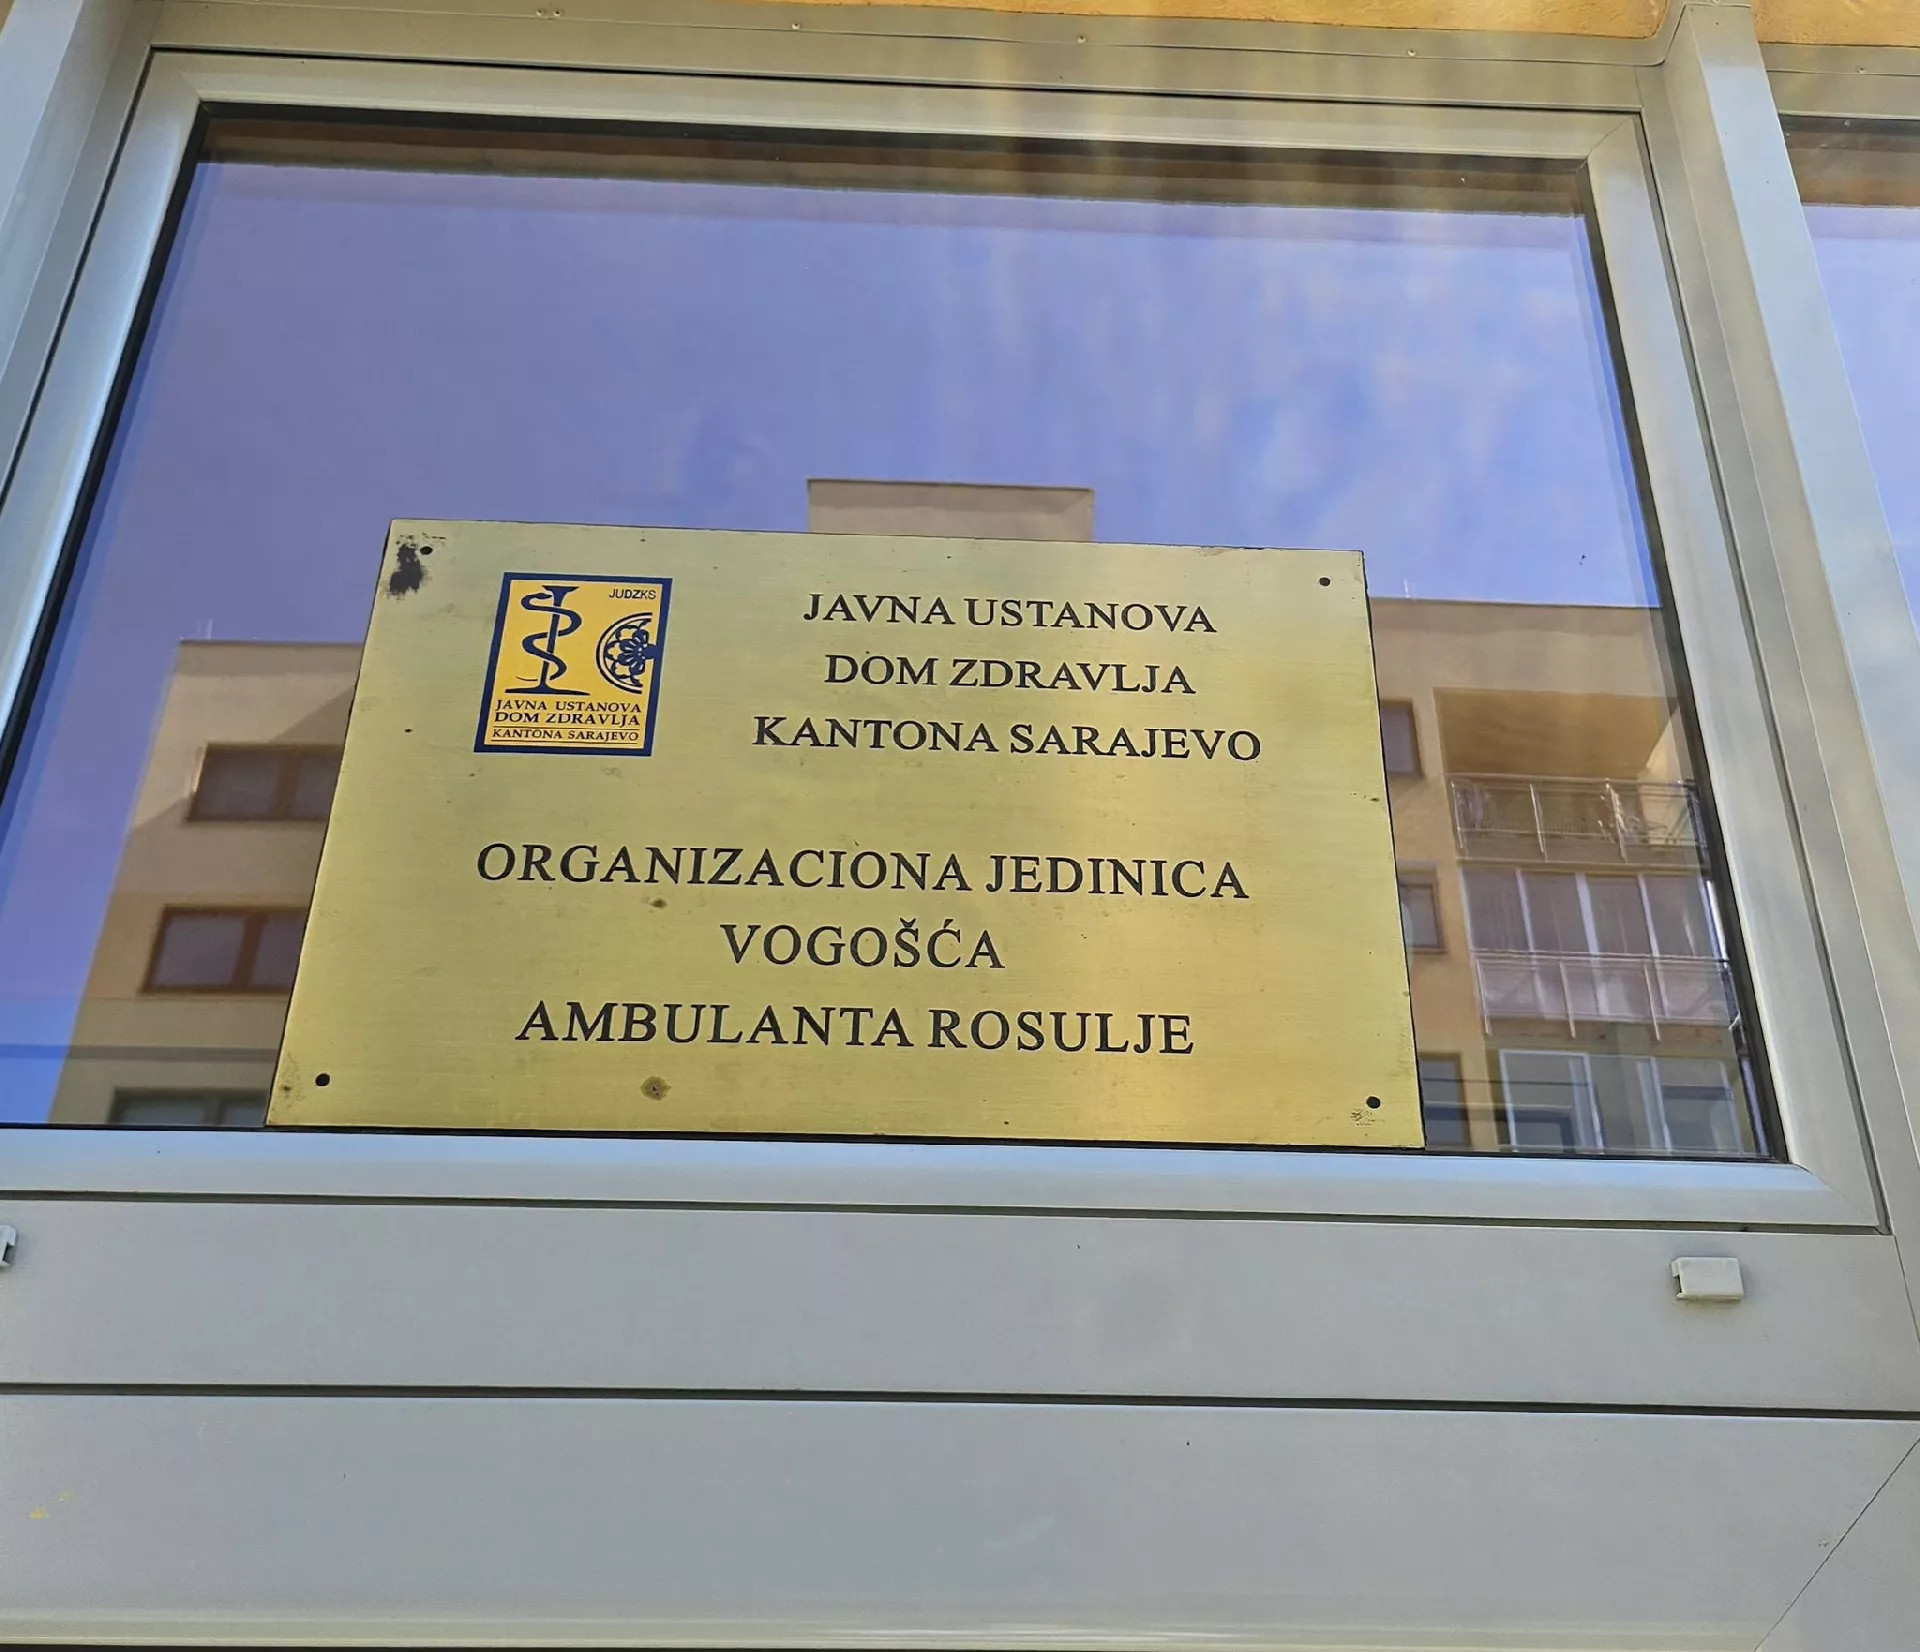 JUDZKS
JAVNA USTANOVA
DOM ZDRAVLJA
KANTONA SARAJEVO
JAVNA USTANOVA
DOM ZDRAVLJA
KANTONA SARAJEVO
ORGANIZACIONA JEDINICA
VOGOŠĆA
AMBULANTA ROSULJE